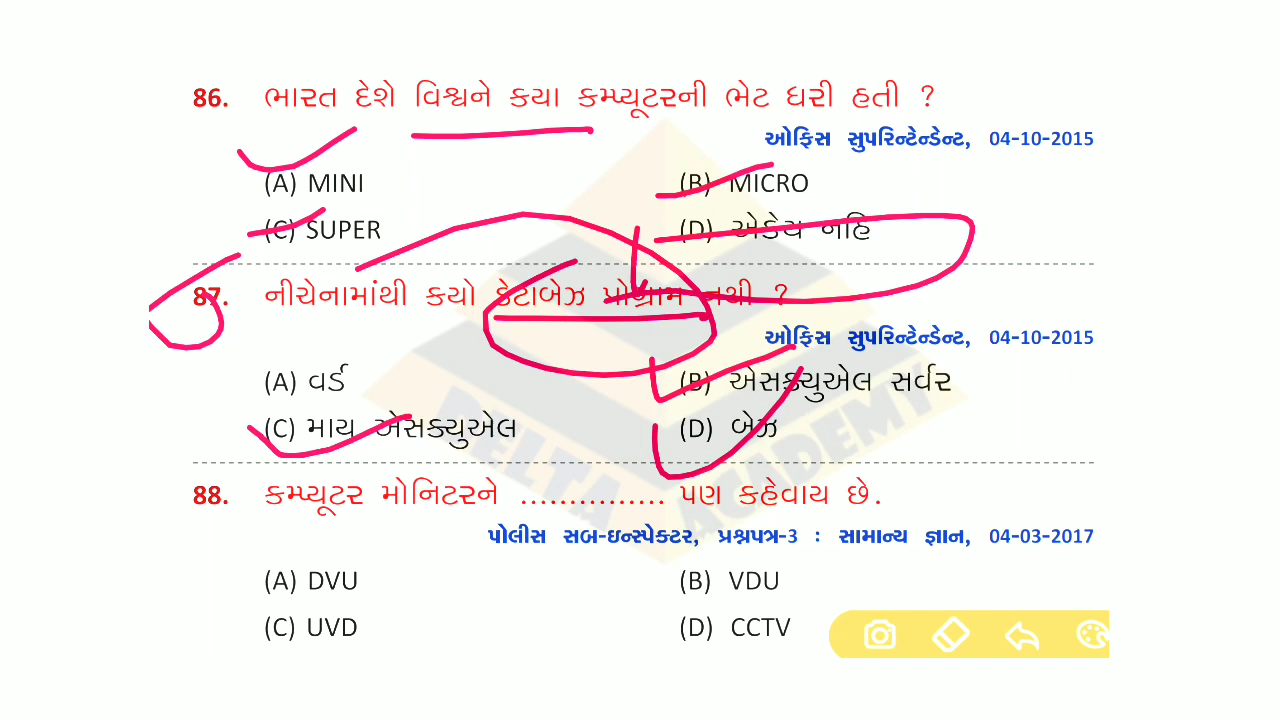 86. ભારત દેશે વિશ્વને કયા કમ્પ્યૂટરની ભેટ ધરી હતી ?
ઓફિસ સુપરિન્ટેન્ડેન્ટ, 04-10-2015
(A) MINI (B) MICRO
(C) SUPER (D) એકેય નહિ
87. નીચેનામાંથી કયો ડેટાબેઝ પોગ્રામ નથી ?
ઓફિસ સુપરિન્ટેન્ડેન્ટ, 04-10-2015
(A) વર્ડ (B) એસક્યુએલ સર્વર
(C) માય એસક્યુએલ (D) બેઝ
88. કમ્પ્યૂટર મોનિટરને ............... પણ કહેવાય છે.
પોલીસ સબ-ઇન્સ્પેક્ટર, પ્રશ્નપત્ર-3 : સામાન્ય જ્ઞાન, 04-03-2017
(A) DVU (B) VDU
(C) UVD (D) CCTV
DELTA ACADEMY